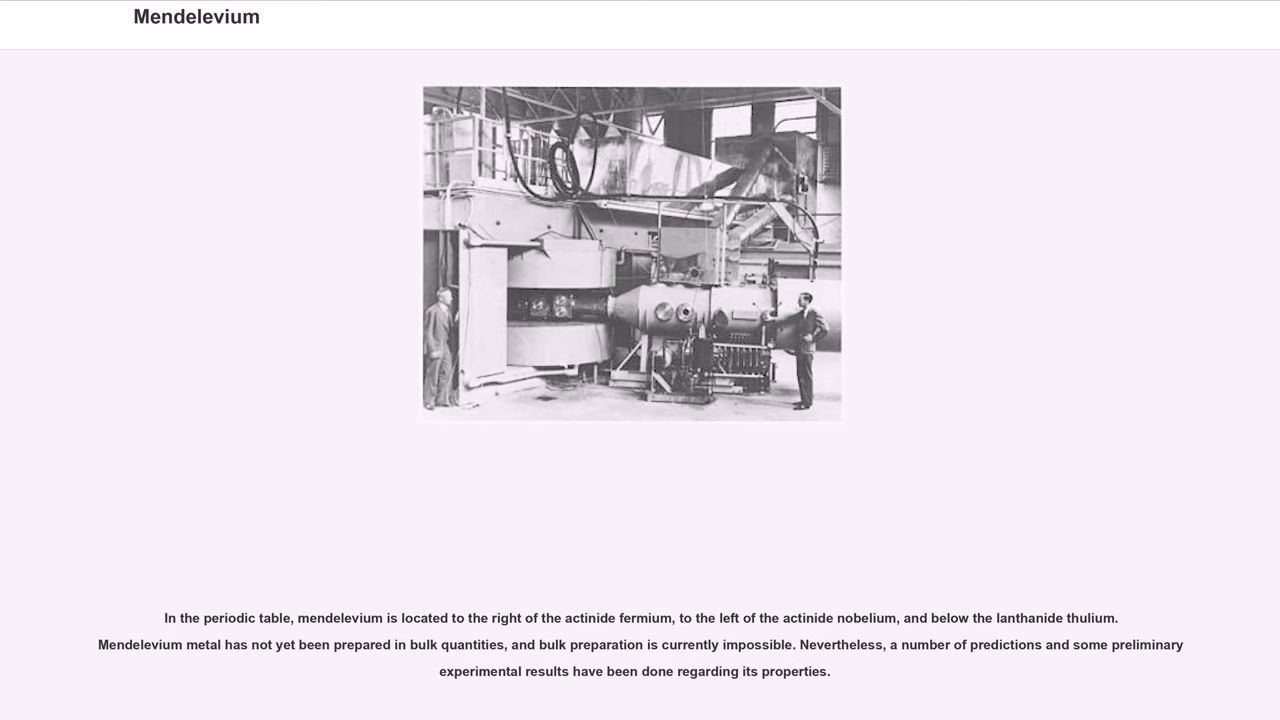 Mendelevium
In the periodic table, mendelevium is located to the right of the actinide fermium, to the left of the actinide nobelium, and below the lanthanide thulium.
Mendelevium metal has not yet been prepared in bulk quantities, and bulk preparation is currently impossible. Nevertheless, a number of predictions and some preliminary
experimental results have been done regarding its properties.